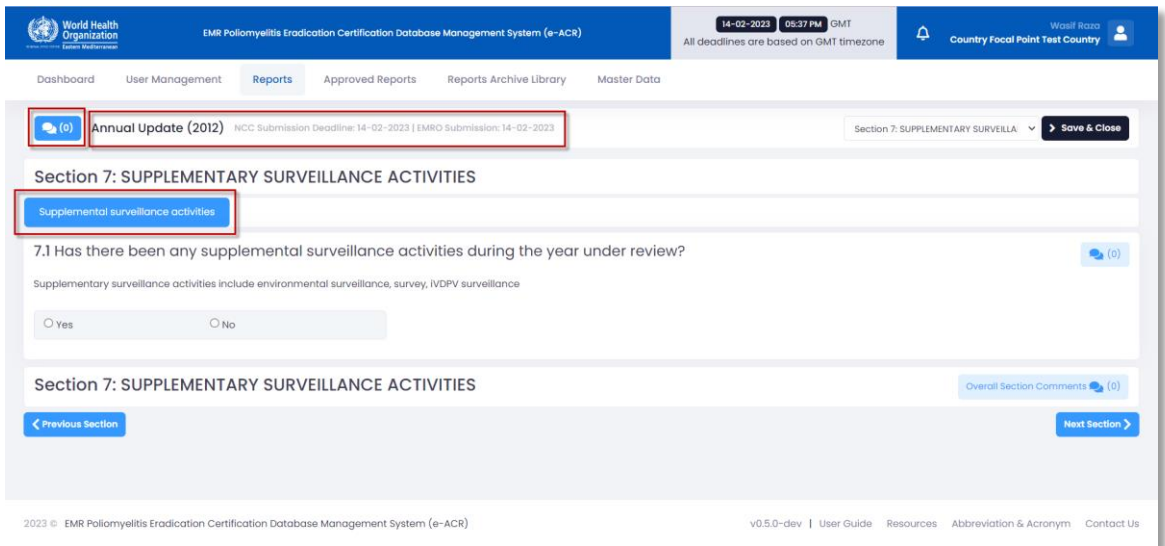 World Health
Organization
Eastern Mediterranean
EMR Poliomyelitis Eradication Certification Database Management System (e-ACR)
14-02-2023 05:37 PM GMT
All deadlines are based on GMT timezone
Wasif Raza
Country Focal Point Test Country
Dashboard User Management Reports Approved Reports Reports Archive Library Master Data
(0) Annual Update (2012) NCC Submission Deadline: 14-02-2023 | EMRO Submission: 14-02-2023
Section 7: SUPPLEMENTARY SURVEILLA
Save & Close
Section 7: SUPPLEMENTARY SURVEILLANCE ACTIVITIES
Supplemental surveillance activities
7.1 Has there been any supplemental surveillance activities during the year under review?
(0)
Supplementary surveillance activities include environmental surveillance, survey, iVDPV surveillance
Yes No
Section 7: SUPPLEMENTARY SURVEILLANCE ACTIVITIES
Overall Section Comments (0)
Previous Section
Next Section
2023 © EMR Poliomyelitis Eradication Certification Database Management System (e-ACR)
v0.5.0-dev | User Guide Resources Abbreviation & Acronym Contact Us